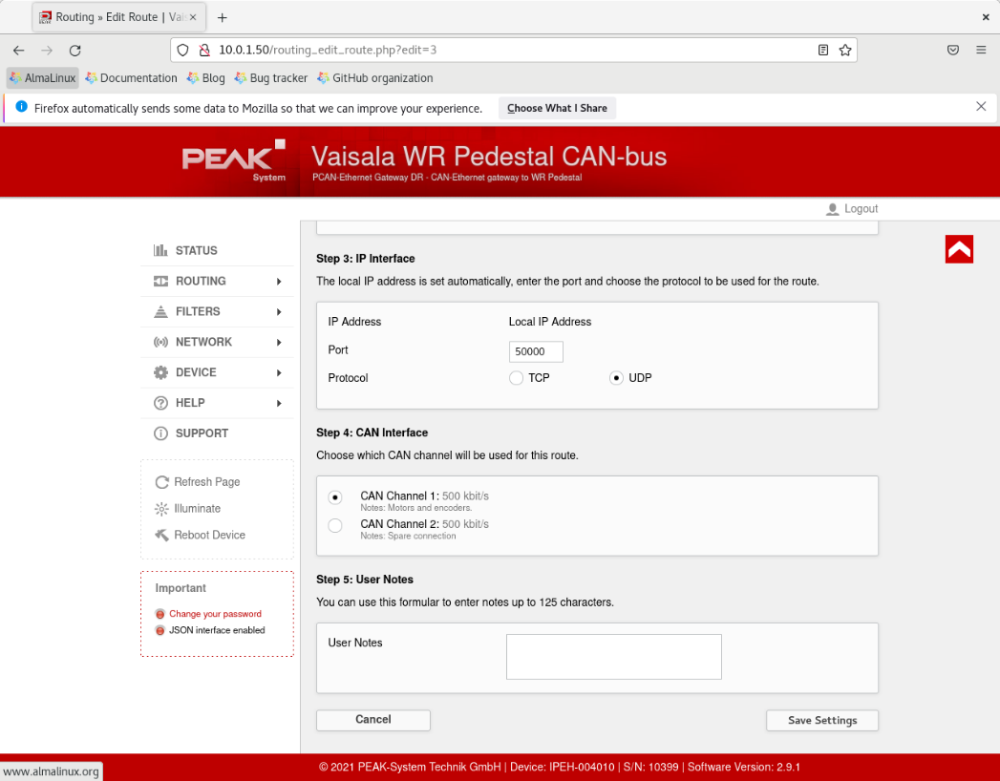 Routing » Edit Route | Vais
10.0.1.50/routing_edit_route.php?edit=3
AlmaLinux Documentation Blog Bug tracker GitHub organization
Firefox automatically sends some data to Mozilla so that we can improve your experience. Choose What I Share
PEAK System
Vaisala WR Pedestal CAN-bus
PCAN-Ethernet Gateway DR - CAN-Ethernet gateway to WR Pedestal
Logout
STATUS
ROUTING
FILTERS
NETWORK
DEVICE
HELP
SUPPORT
Refresh Page
Illuminate
Reboot Device
Important
Change your password
JSON interface enabled
Step 3: IP Interface
The local IP address is set automatically, enter the port and choose the protocol to be used for the route.
IP Address Local IP Address
Port 50000
Protocol TCP UDP
Step 4: CAN Interface
Choose which CAN channel will be used for this route.
CAN Channel 1: 500 kbit/s
Notes: Motors and encoders.
CAN Channel 2: 500 kbit/s
Notes: Spare connection
Step 5: User Notes
You can use this formular to enter notes up to 125 characters.
User Notes
Cancel Save Settings
© 2021 PEAK-System Technik GmbH | Device: IPEH-004010 | S/N: 10399 | Software Version: 2.9.1
www.almalinux.org